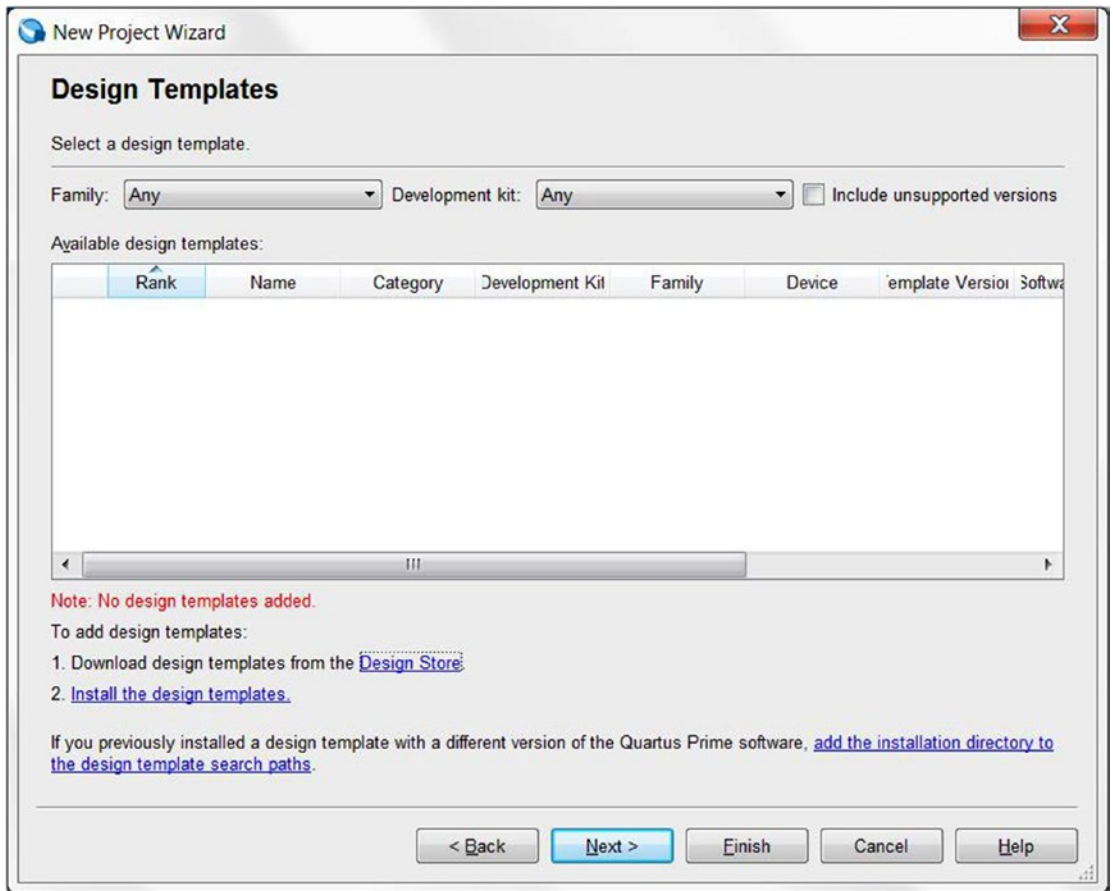 New Project Wizard
Design Templates
Select a design template.
Family: Any Development kit: Any Include unsupported versions
Available design templates:
Rank Name Category Development Kit Family Device Template Version Softwa
Note: No design templates added.
To add design templates:
1. Download design templates from the Design Store.
2. Install the design templates.
If you previously installed a design template with a different version of the Quartus Prime software, add the installation directory to
the design template search paths.
< Back Next > Finish Cancel Help